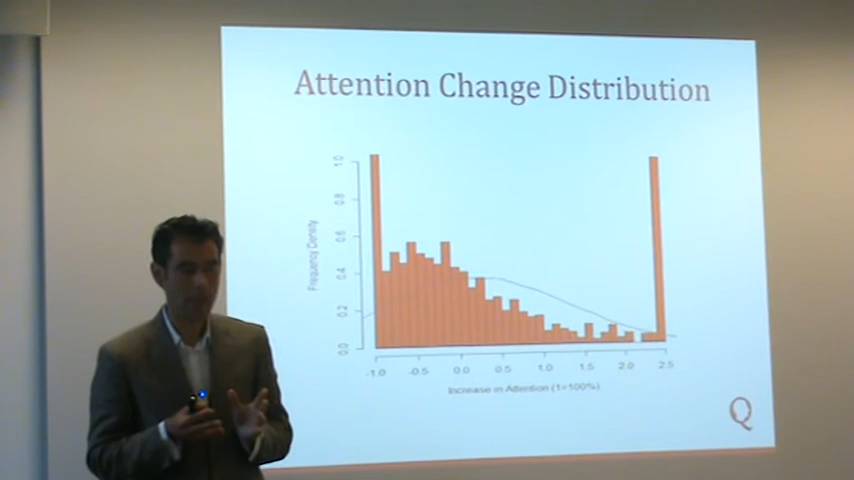 Attention Change Distribution
Frequency Density
0.0 0.2 0.4 0.6 0.8 1.0
-1.0 -0.5 0.0 0.5 1.0 1.5 2.0 2.5
Increase in Attention (1=100%)
Q